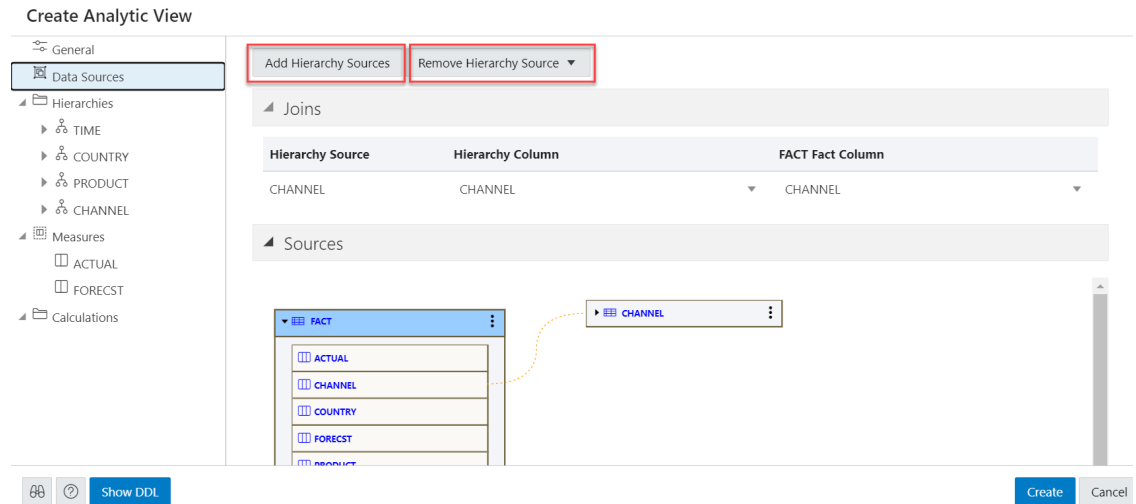 Create Analytic View
General
Data Sources
Hierarchies
TIME
COUNTRY
PRODUCT
CHANNEL
Measures
ACTUAL
FORECST
Calculations
Add Hierarchy Sources
Remove Hierarchy Source
Joins
Hierarchy Source Hierarchy Column FACT Fact Column
CHANNEL CHANNEL CHANNEL
Sources
FACT
CHANNEL
ACTUAL
CHANNEL
COUNTRY
FORECST
PRODUCT
Show DDL
Create
Cancel